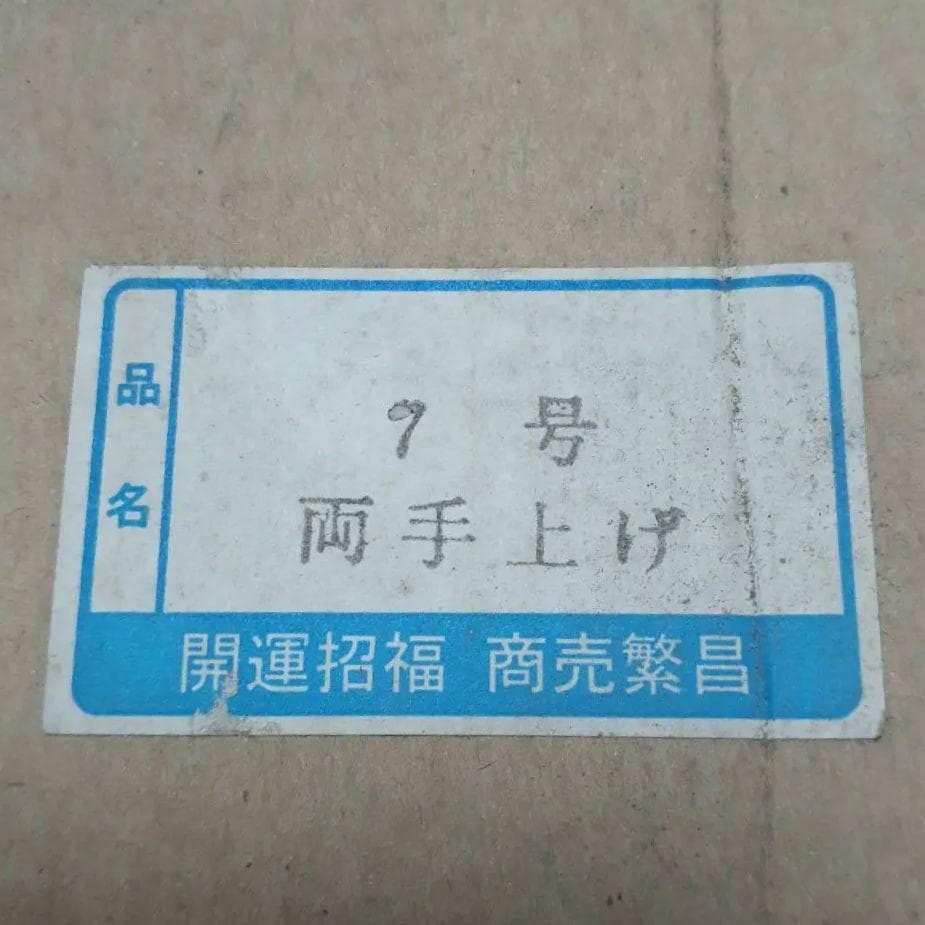 品名
7号
両手上げ
開運招福 商売繁昌